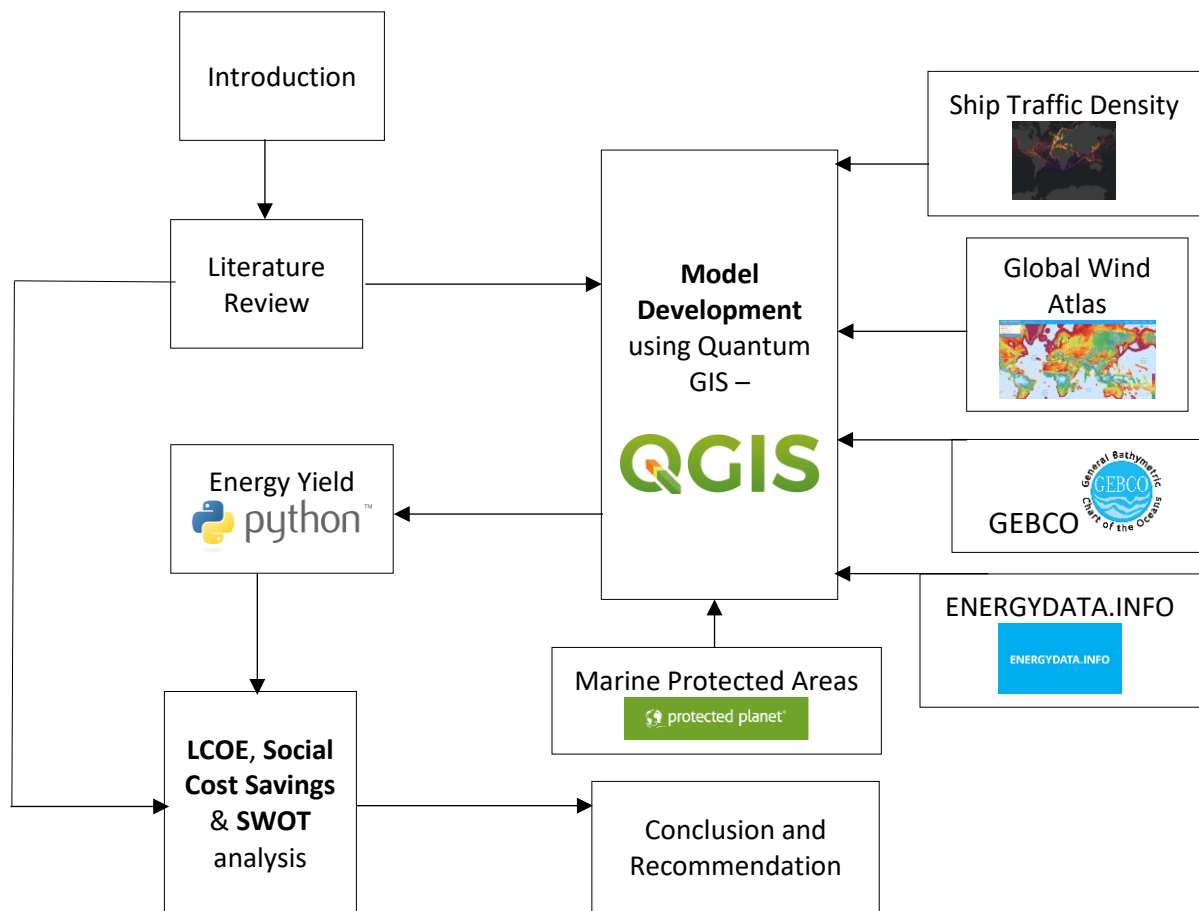 Introduction
Ship Traffic Density
Literature
Review
Model
Development
using Quantum
GIS –
QGIS
Global Wind
Atlas
Energy Yield
python™
GEBCO
General Bathymetric
Chart of the Oceans
GEBCO
ENERGYDATA.INFO
ENERGYDATA.INFO
Marine Protected Areas
protected planet®
LCOE, Social
Cost Savings
& SWOT
analysis
Conclusion and
Recommendation